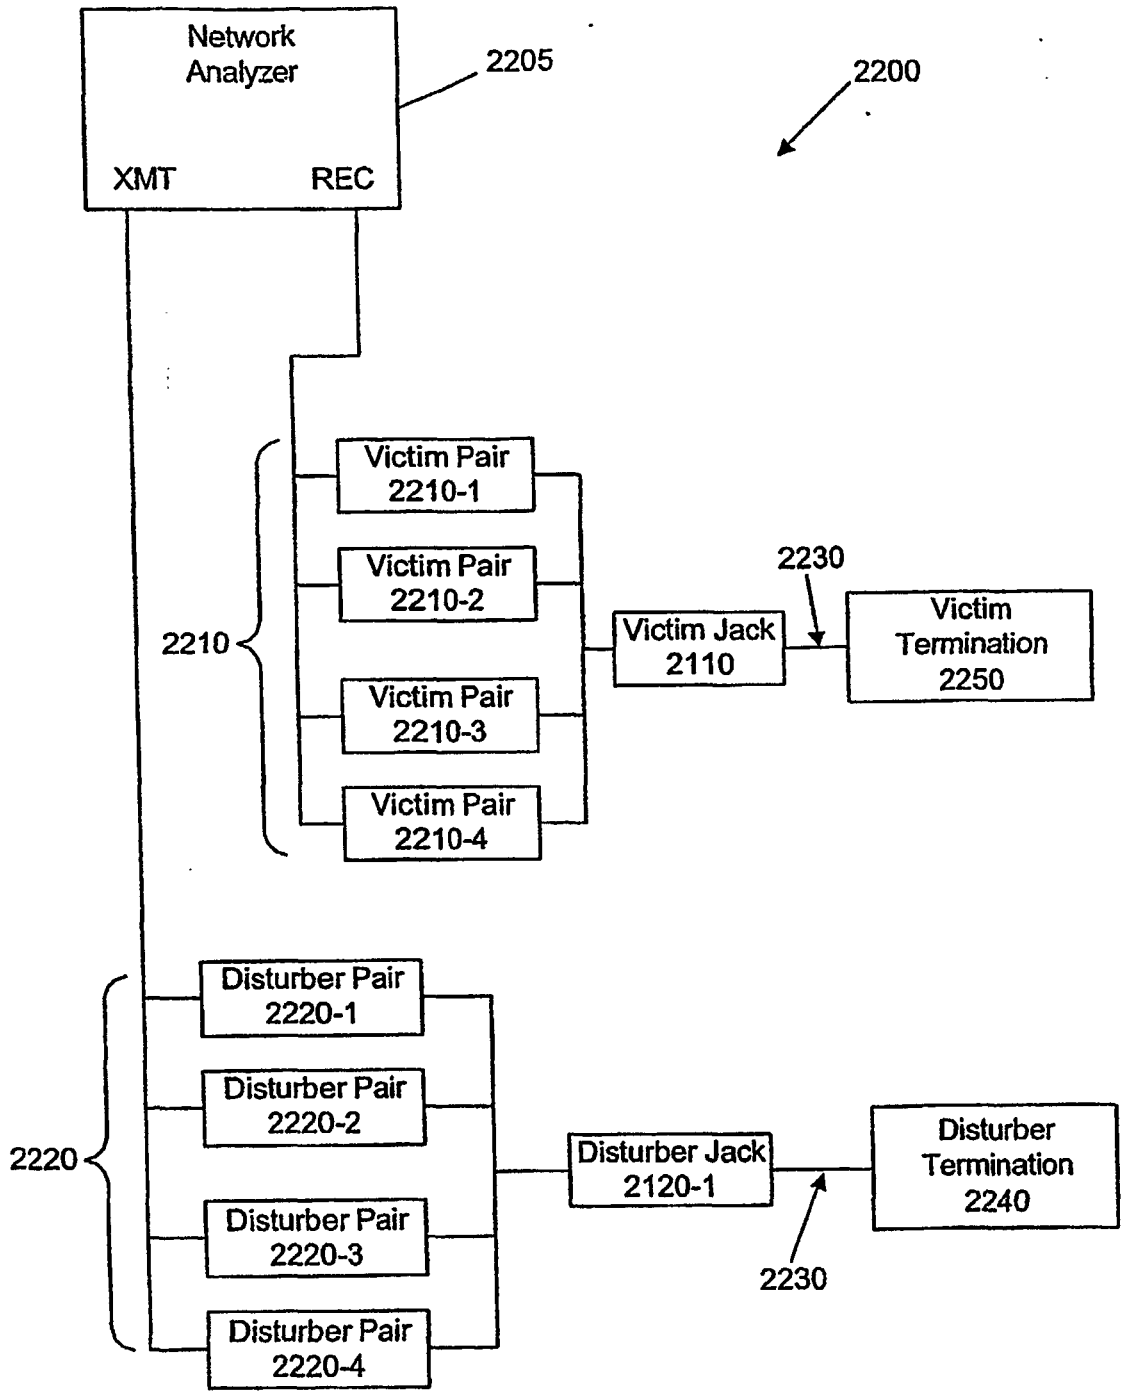 Network
Analyzer
2205
2200
XMT
REC
Victim Pair
2210-1
Victim Pair
2210-2
2230
Victim
Termination
2250
2210
Victim Jack
2110
Victim Pair
2210-3
Victim Pair
2210-4
Disturber Pair
2220-1
Disturber Pair
2220-2
2220
Disturber Jack
2120-1
Disturber
Termination
2240
Disturber Pair
2220-3
2230
Disturber Pair
2220-4